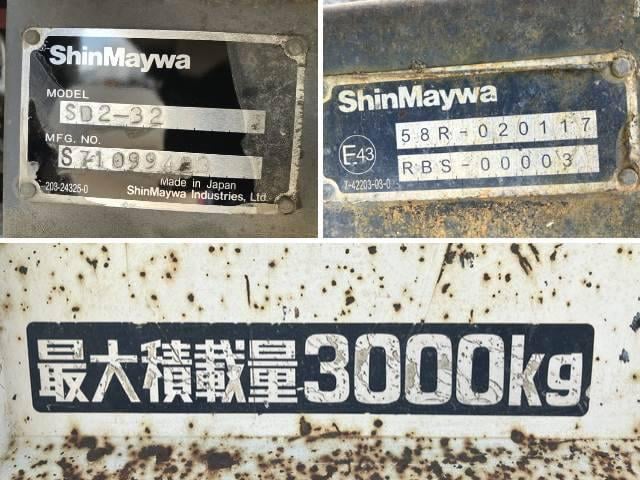 ShinMaywa
MODEL
SD2-32
MFG. NO.
203-24325-0
Made in Japan
ShinMaywa Industries, Ltd.
ShinMaywa
58R-020117
E43
RBS-00003
7-42203-03-0
最大積載量3000kg